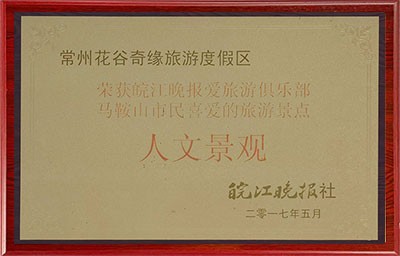 常州花谷奇缘旅游度假区
荣获皖江晚报爱旅游俱乐部
马鞍山市民喜爱的旅游景点
人文景观
皖江晚报社
二〇一七年五月